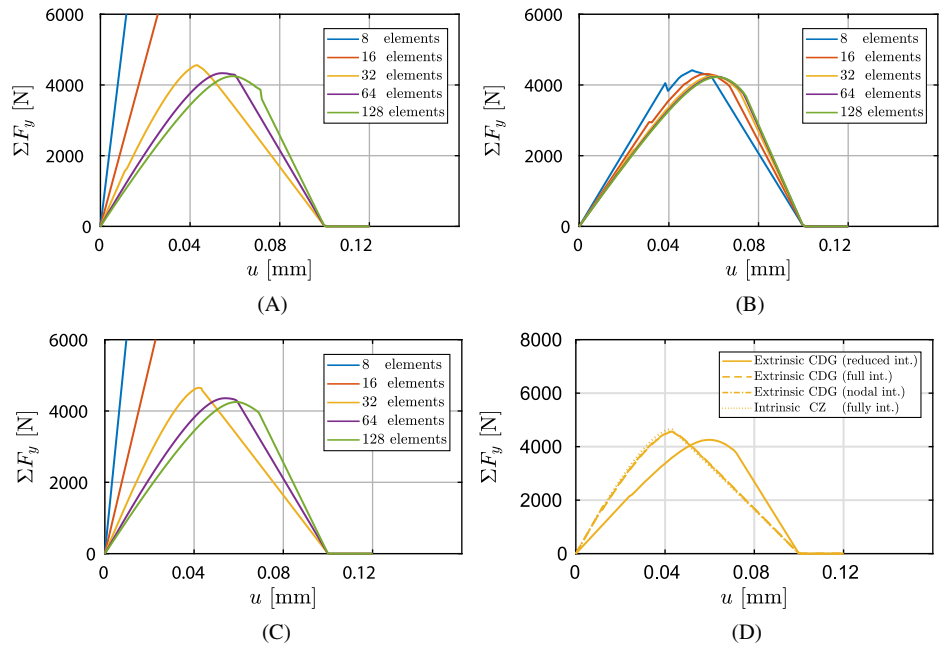 6000
4000
2000
0
ΣF_y [N]
8 elements
16 elements
32 elements
64 elements
128 elements
0 0.04 0.08 0.12
u [mm]
(A)
6000
4000
2000
0
ΣF_y [N]
8 elements
16 elements
32 elements
64 elements
128 elements
0 0.04 0.08 0.12
u [mm]
(B)
6000
4000
2000
0
ΣF_y [N]
8 elements
16 elements
32 elements
64 elements
128 elements
0 0.04 0.08 0.12
u [mm]
(C)
8000
6000
4000
2000
0
ΣF_y [N]
Extrinsic CDG (reduced int.)
Extrinsic CDG (full int.)
Extrinsic CDG (nodal int.)
Intrinsic CZ (fully int.)
0 0.04 0.08 0.12
u [mm]
(D)